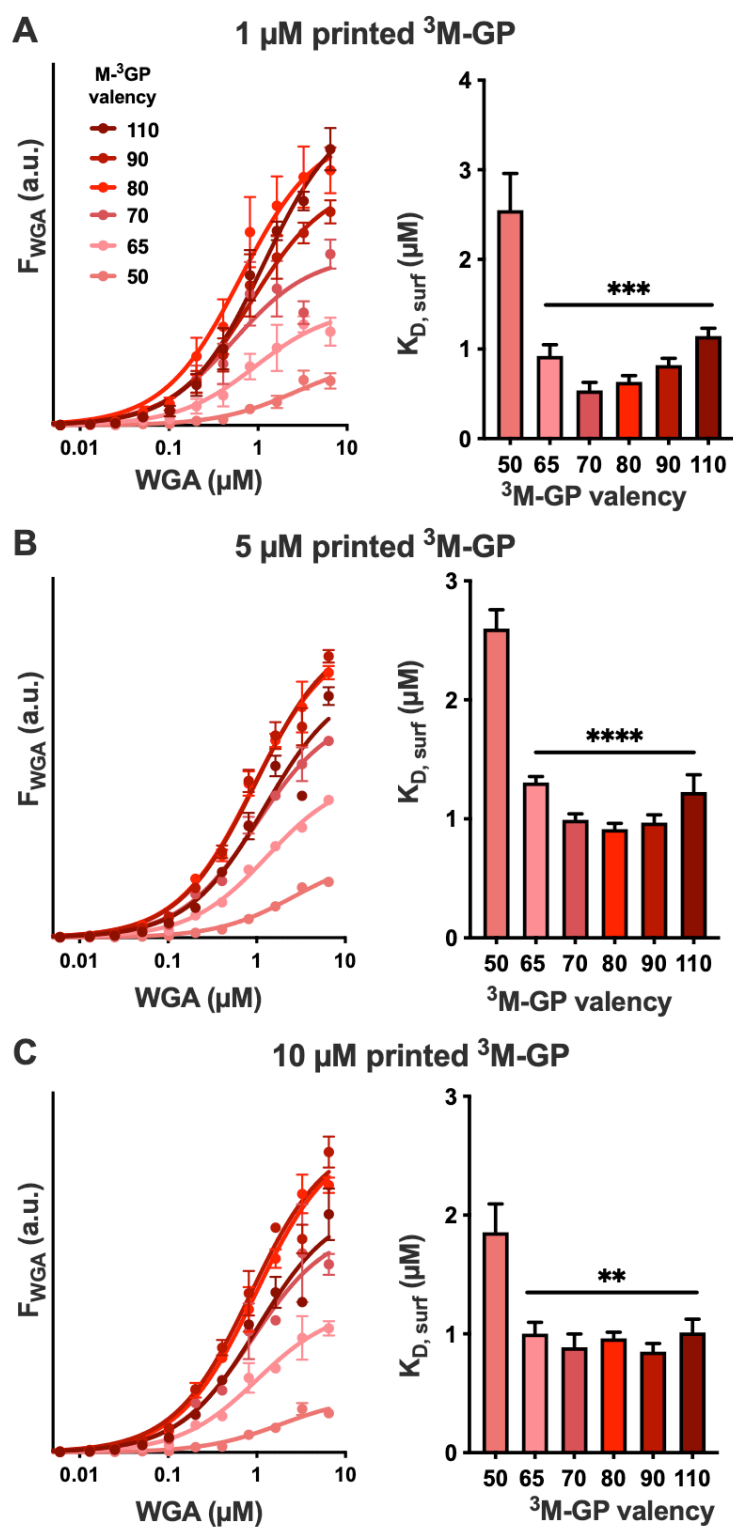 A
1 µM printed ³M-GP
M-³GP
valency
110
90
80
70
65
50
F_WGA (a.u.)
0.01 0.1 1 10
WGA (µM)
K_D, surf (µM)
4
3
2
1
0
***
50 65 70 80 90 110
³M-GP valency
B
5 µM printed ³M-GP
F_WGA (a.u.)
0.01 0.1 1 10
WGA (µM)
K_D, surf (µM)
3
2
1
0
****
50 65 70 80 90 110
³M-GP valency
C
10 µM printed ³M-GP
F_WGA (a.u.)
0.01 0.1 1 10
WGA (µM)
K_D, surf (µM)
3
2
1
0
**
50 65 70 80 90 110
³M-GP valency